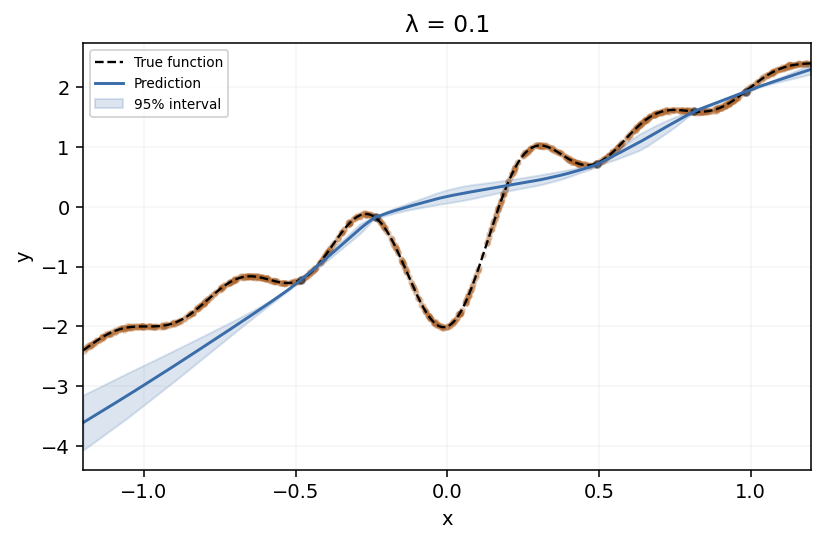 λ = 0.1
True function
Prediction
95% interval
2
1
0
−1
−2
−3
−4
y
−1.0 −0.5 0.0 0.5 1.0
x